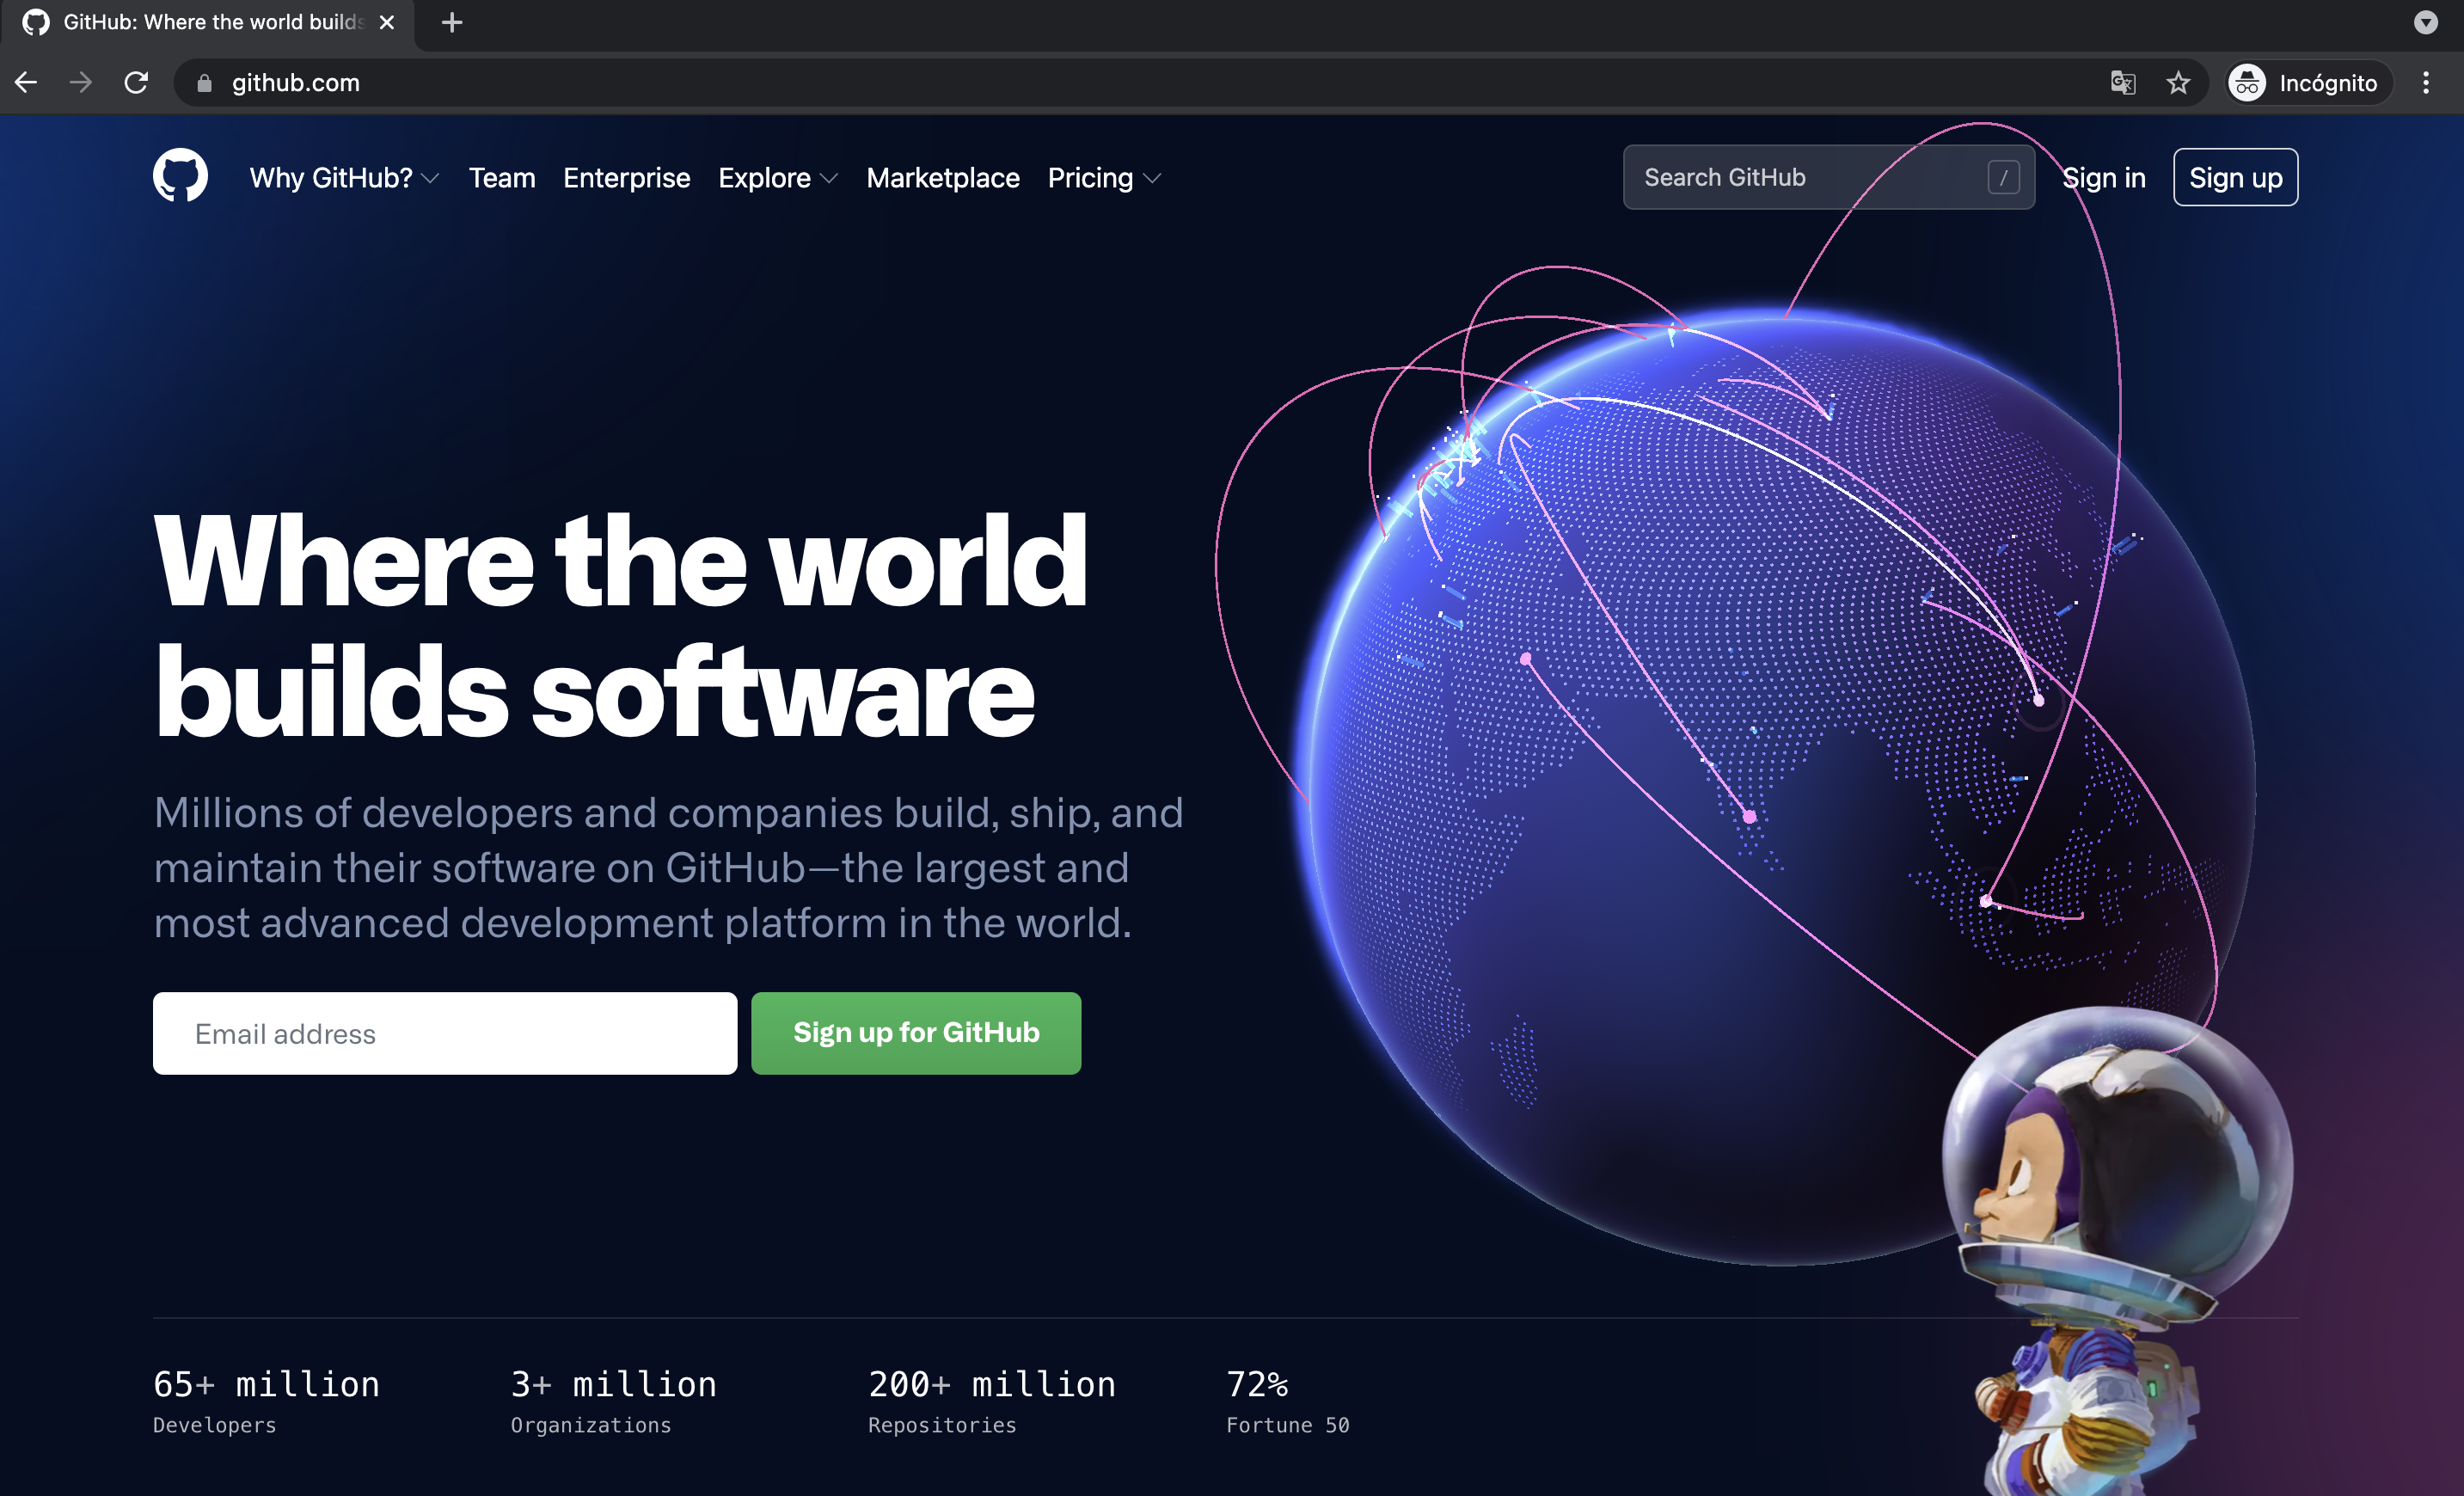 GitHub: Where the world builds
github.com
Incógnito
Why GitHub?
Team
Enterprise
Explore
Marketplace
Pricing
Search GitHub
/
Sign in
Sign up
Where the world
builds software
Millions of developers and companies build, ship, and
maintain their software on GitHub—the largest and
most advanced development platform in the world.
Email address
Sign up for GitHub
65+ million
Developers
3+ million
Organizations
200+ million
Repositories
72%
Fortune 50